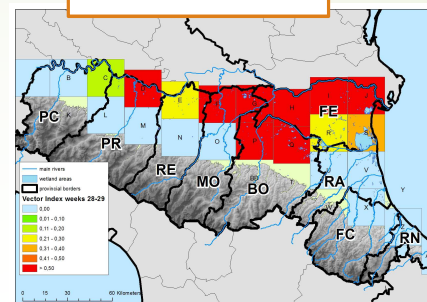 B
C
E
H
I
K
L
M
N
O
R
S
T
V
X
Y
PC
PR
RE
MO
BO
FE
RA
FC
RN
main rivers
welland areas
provincial borders
Vector Index weeks 28-29
0,00
0,01 - 0,10
0,11 - 0,20
0,21 - 0,30
0,31 - 0,40
0,41 - 0,50
> 0,50
0 15 30 60 Kilometers